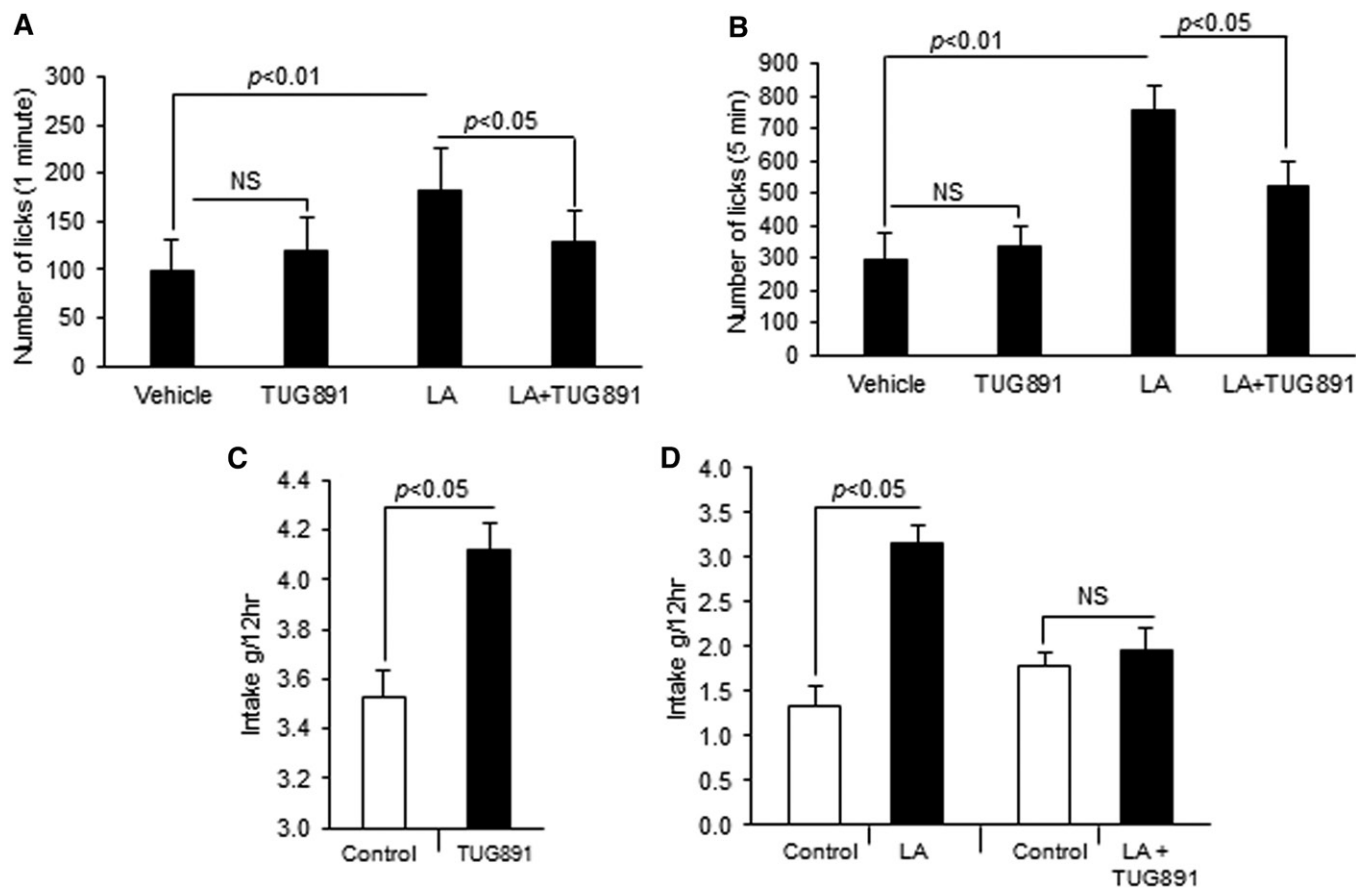 A
Number of licks (1 minute)
300
250
200
150
100
50
0
p<0.01
NS
p<0.05
Vehicle TUG891 LA LA+TUG891
B
Number of licks (5 min)
900
800
700
600
500
400
300
200
100
0
p<0.01
p<0.05
NS
Vehicle TUG891 LA LA+TUG891
C
Intake g/12hr
4.4
4.2
4.0
3.8
3.6
3.4
3.2
3.0
p<0.05
Control TUG891
D
Intake g/12hr
4.0
3.5
3.0
2.5
2.0
1.5
1.0
0.5
0.0
p<0.05
NS
Control LA Control LA +
TUG891